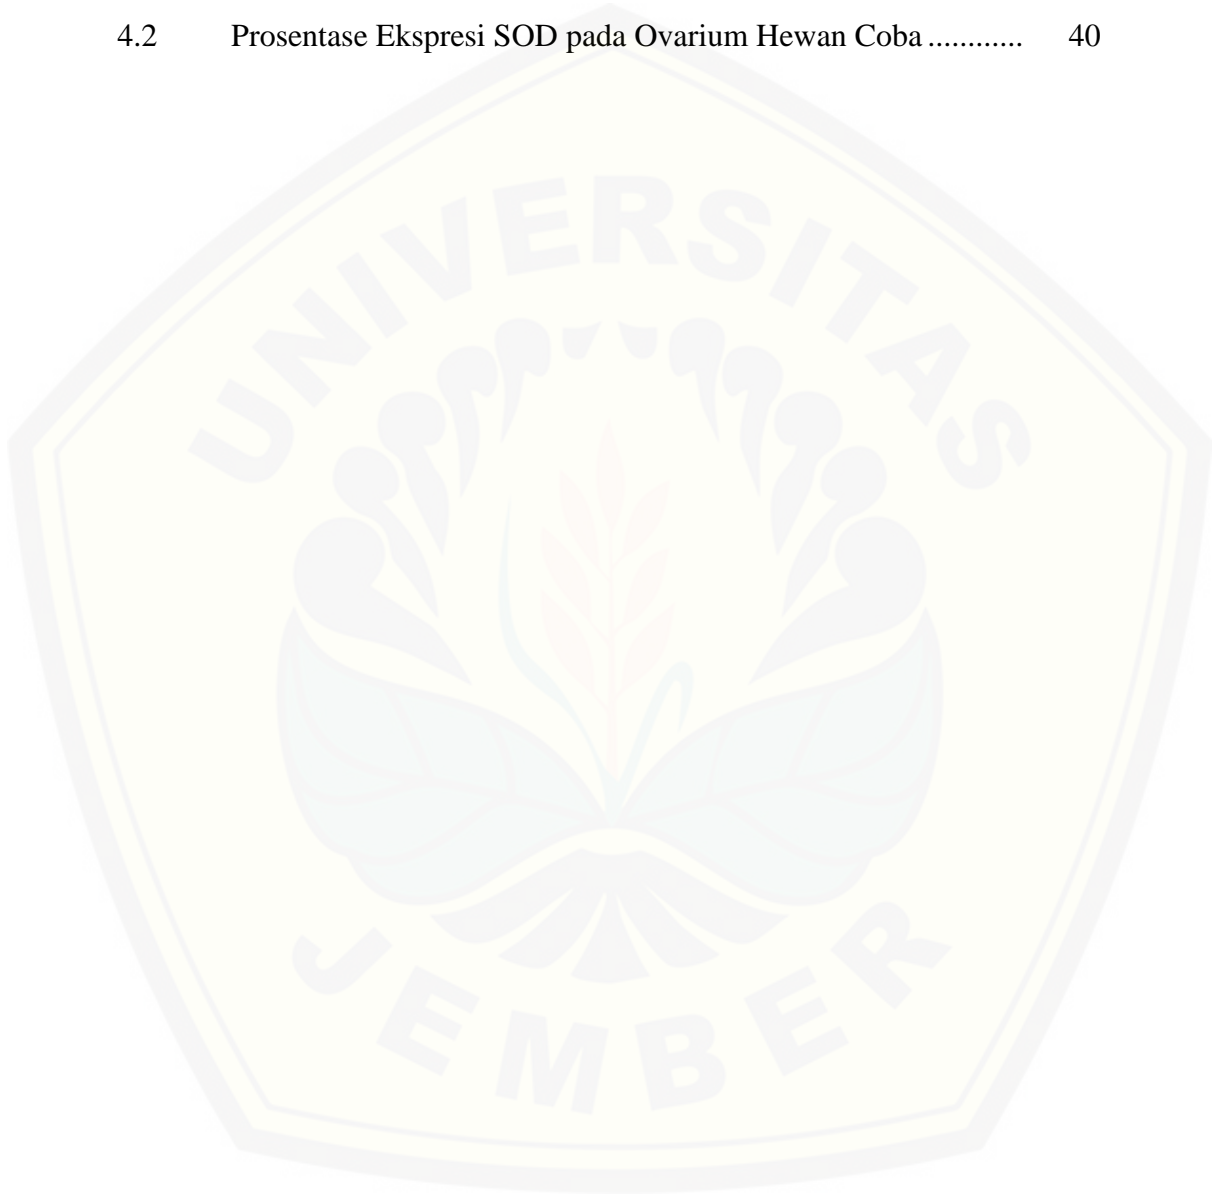 4.2 Prosentase Ekspresi SOD pada Ovarium Hewan Coba ............ 40
UNIVERSITAS
JEMBER